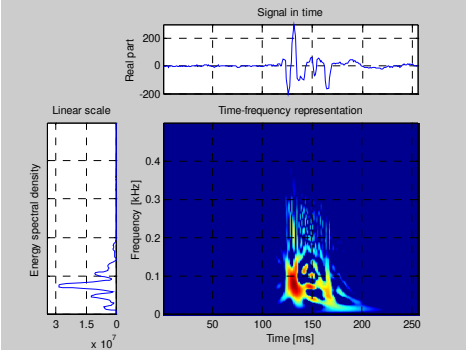 Signal in time
Real part
200
0
-200
Linear scale
Time-frequency representation
Energy spectral density
Frequency [kHz]
0.4
0.3
0.2
0.1
0
3 1.5 0
x 10^7
50 100 150 200 250
Time [ms]